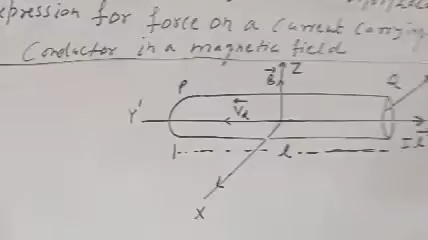 expression for force on a Current Carrying
Conductor in a magnetic field
B Z
P Q
Y' Vd
l I l
X